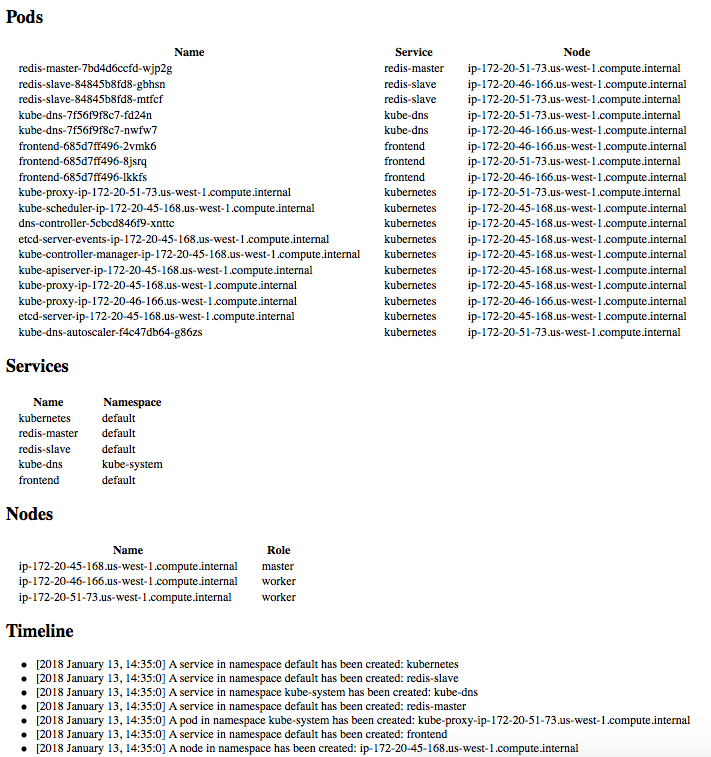 Pods
Name Service Node
redis-master-7bd4d6ccfd-wjp2g redis-master ip-172-20-51-73.us-west-1.compute.internal
redis-slave-84845b8fd8-gbhsn redis-slave ip-172-20-46-166.us-west-1.compute.internal
redis-slave-84845b8fd8-mtfcf redis-slave ip-172-20-51-73.us-west-1.compute.internal
kube-dns-7f56f9f8c7-fd24n kube-dns ip-172-20-51-73.us-west-1.compute.internal
kube-dns-7f56f9f8c7-nwfw7 kube-dns ip-172-20-46-166.us-west-1.compute.internal
frontend-685d7ff496-2vmk6 frontend ip-172-20-46-166.us-west-1.compute.internal
frontend-685d7ff496-8jsrq frontend ip-172-20-51-73.us-west-1.compute.internal
frontend-685d7ff496-lkkfs frontend ip-172-20-46-166.us-west-1.compute.internal
kube-proxy-ip-172-20-51-73.us-west-1.compute.internal kubernetes ip-172-20-51-73.us-west-1.compute.internal
kube-scheduler-ip-172-20-45-168.us-west-1.compute.internal kubernetes ip-172-20-45-168.us-west-1.compute.internal
dns-controller-5cbcd846f9-xnttc kubernetes ip-172-20-45-168.us-west-1.compute.internal
etcd-server-events-ip-172-20-45-168.us-west-1.compute.internal kubernetes ip-172-20-45-168.us-west-1.compute.internal
kube-controller-manager-ip-172-20-45-168.us-west-1.compute.internal kubernetes ip-172-20-45-168.us-west-1.compute.internal
kube-apiserver-ip-172-20-45-168.us-west-1.compute.internal kubernetes ip-172-20-45-168.us-west-1.compute.internal
kube-proxy-ip-172-20-45-168.us-west-1.compute.internal kubernetes ip-172-20-45-168.us-west-1.compute.internal
kube-proxy-ip-172-20-46-166.us-west-1.compute.internal kubernetes ip-172-20-46-166.us-west-1.compute.internal
etcd-server-ip-172-20-45-168.us-west-1.compute.internal kubernetes ip-172-20-45-168.us-west-1.compute.internal
kube-dns-autoscaler-f4c47db64-g86zs kubernetes ip-172-20-51-73.us-west-1.compute.internal
Services
Name Namespace
kubernetes default
redis-master default
redis-slave default
kube-dns kube-system
frontend default
Nodes
Name Role
ip-172-20-45-168.us-west-1.compute.internal master
ip-172-20-46-166.us-west-1.compute.internal worker
ip-172-20-51-73.us-west-1.compute.internal worker
Timeline
• [2018 January 13, 14:35:0] A service in namespace default has been created: kubernetes
• [2018 January 13, 14:35:0] A service in namespace default has been created: redis-slave
• [2018 January 13, 14:35:0] A service in namespace kube-system has been created: kube-dns
• [2018 January 13, 14:35:0] A service in namespace default has been created: redis-master
• [2018 January 13, 14:35:0] A pod in namespace kube-system has been created: kube-proxy-ip-172-20-51-73.us-west-1.compute.internal
• [2018 January 13, 14:35:0] A service in namespace default has been created: frontend
• [2018 January 13, 14:35:0] A node in namespace has been created: ip-172-20-45-168.us-west-1.compute.internal